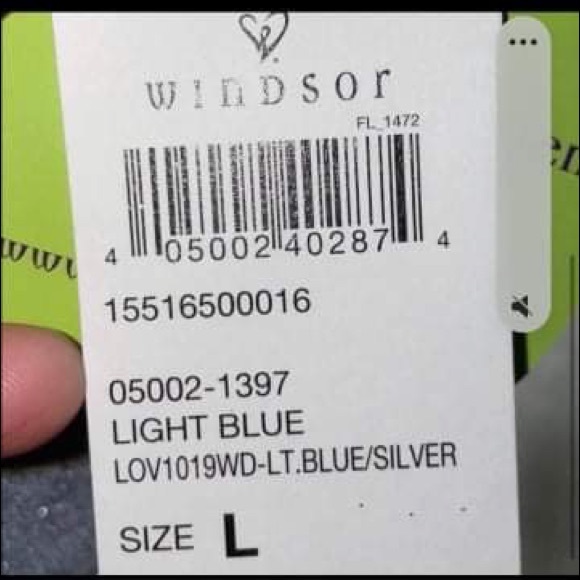 WINDSOR
FL_1472
4 05002 40287 4
15516500016
05002-1397
LIGHT BLUE
LOV1019WD-LT.BLUE/SILVER
SIZE L